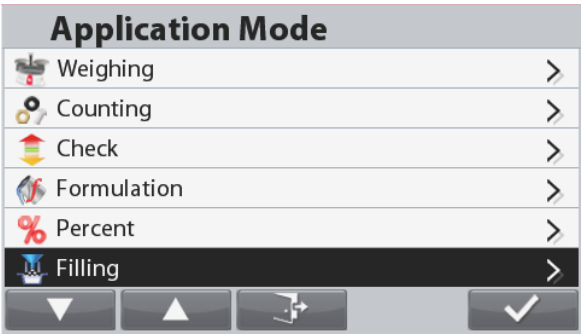 Application Mode
Weighing
Counting
Check
Formulation
Percent
Filling